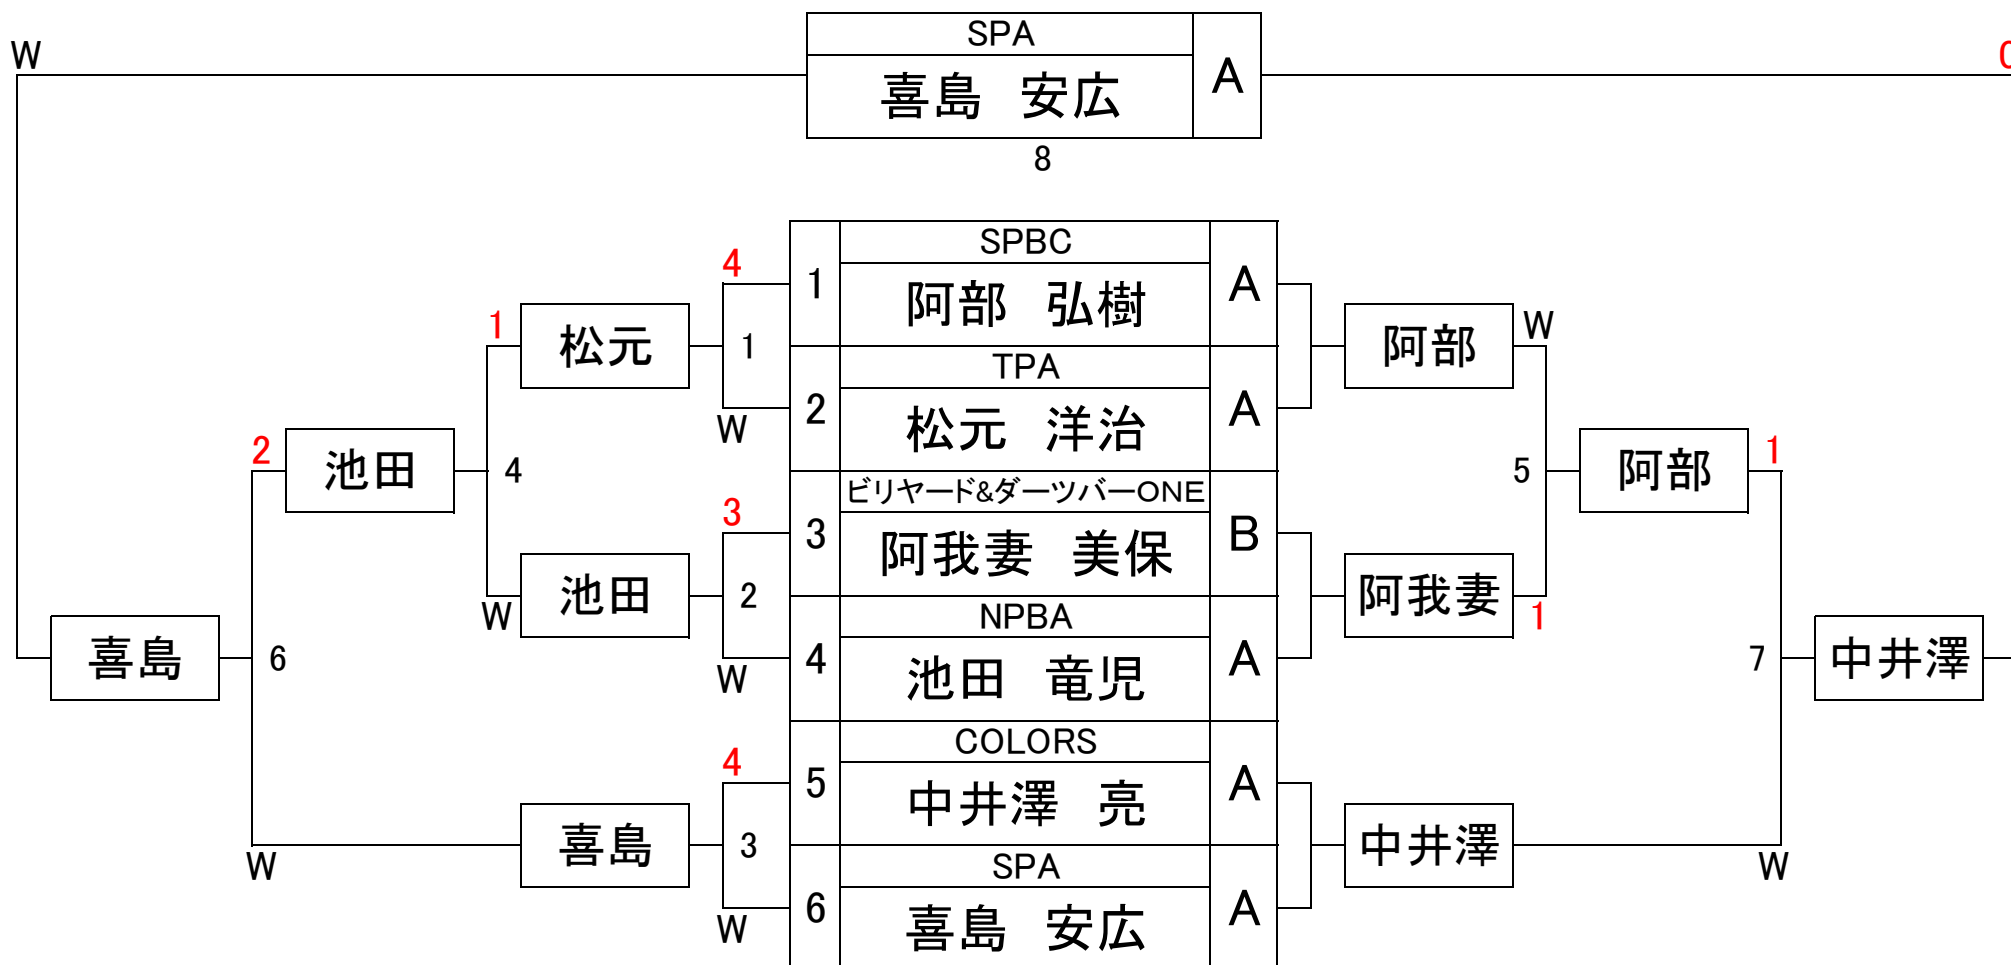 SPA
W
喜島 安広
A
8
SPBC
4
1
阿部 弘樹
A
1
松元
1
阿部
W
TPA
2
松元 洋治
A
W
2
池田
4
5
阿部
1
ビリヤード&ダーツバーONE
3
3
阿我妻 美保
B
W
池田
2
阿我妻
1
NPBA
4
池田 竜児
A
W
喜島
6
7
中井澤
COLORS
4
5
中井澤 亮
A
W
喜島
3
中井澤
W
SPA
6
喜島 安広
A
W